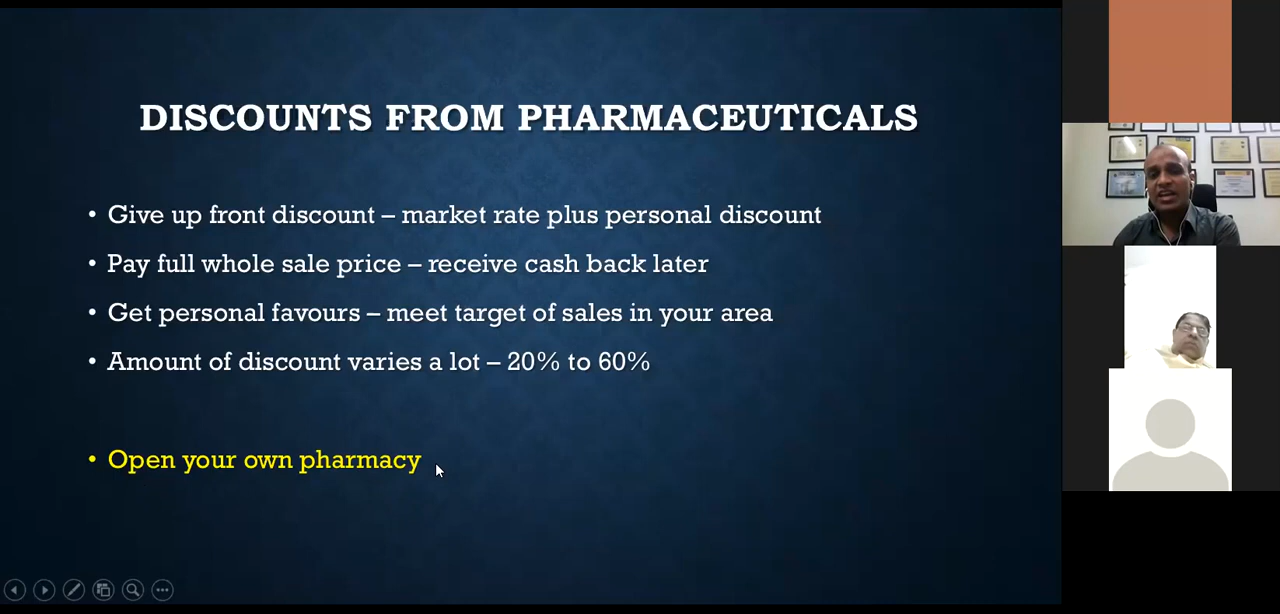 DISCOUNTS FROM PHARMACEUTICALS
• Give up front discount – market rate plus personal discount
• Pay full whole sale price – receive cash back later
• Get personal favours – meet target of sales in your area
• Amount of discount varies a lot – 20% to 60%
• Open your own pharmacy